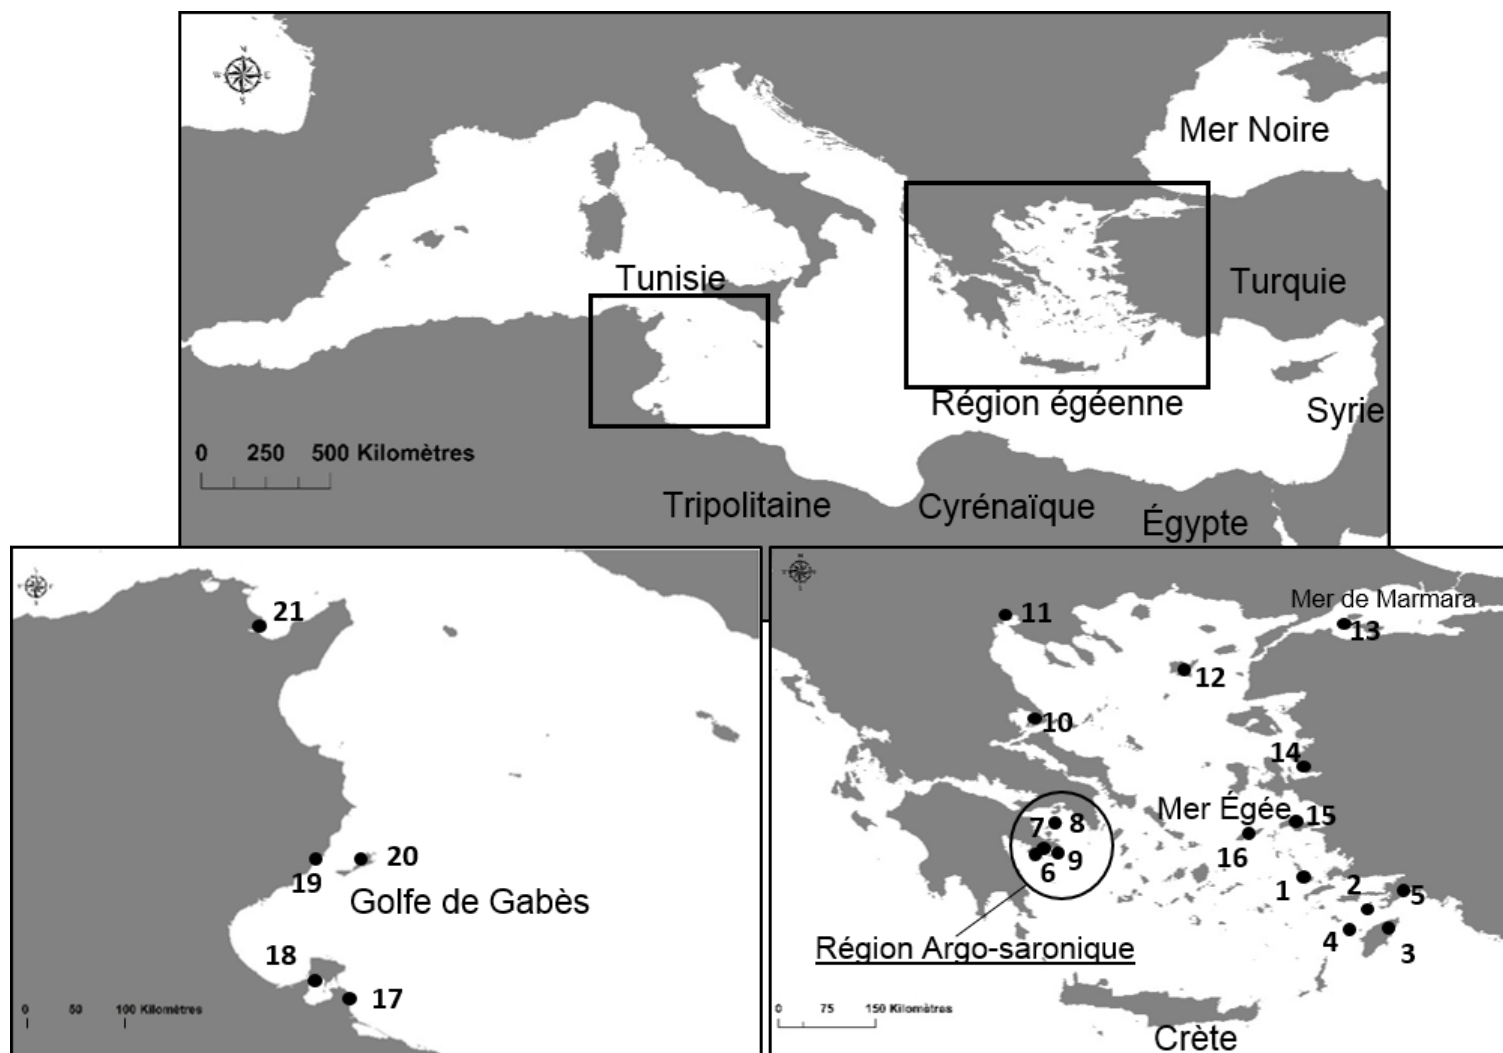 N
W E
S
Mer Noire
Tunisie
Turquie
Région égéenne
Syrie
0 250 500 Kilomètres
Tripolitaine
Cyrénaïque
Égypte
21
20
19
Golfe de Gabès
18
17
0 50 100 Kilomètres
11
Mer de Marmara
13
12
10
14
Mer Égée
15
7
8
16
6
9
1
2
5
4
3
Région Argo-saronique
0 75 150 Kilomètres
Crète